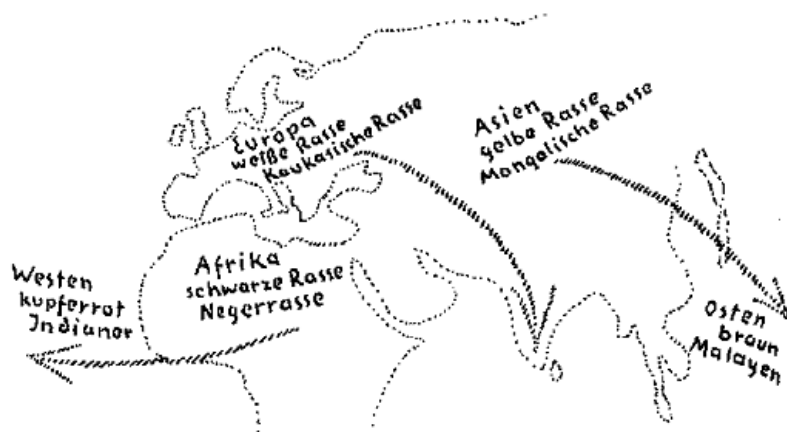 Europa
weiße Rasse
Kaukasische Rasse
Asien
gelbe Rasse
Mongolische Rasse
Westen
kupferrot
Indianer
Afrika
schwarze Rasse
Negerrasse
Osten
braun
Malayen